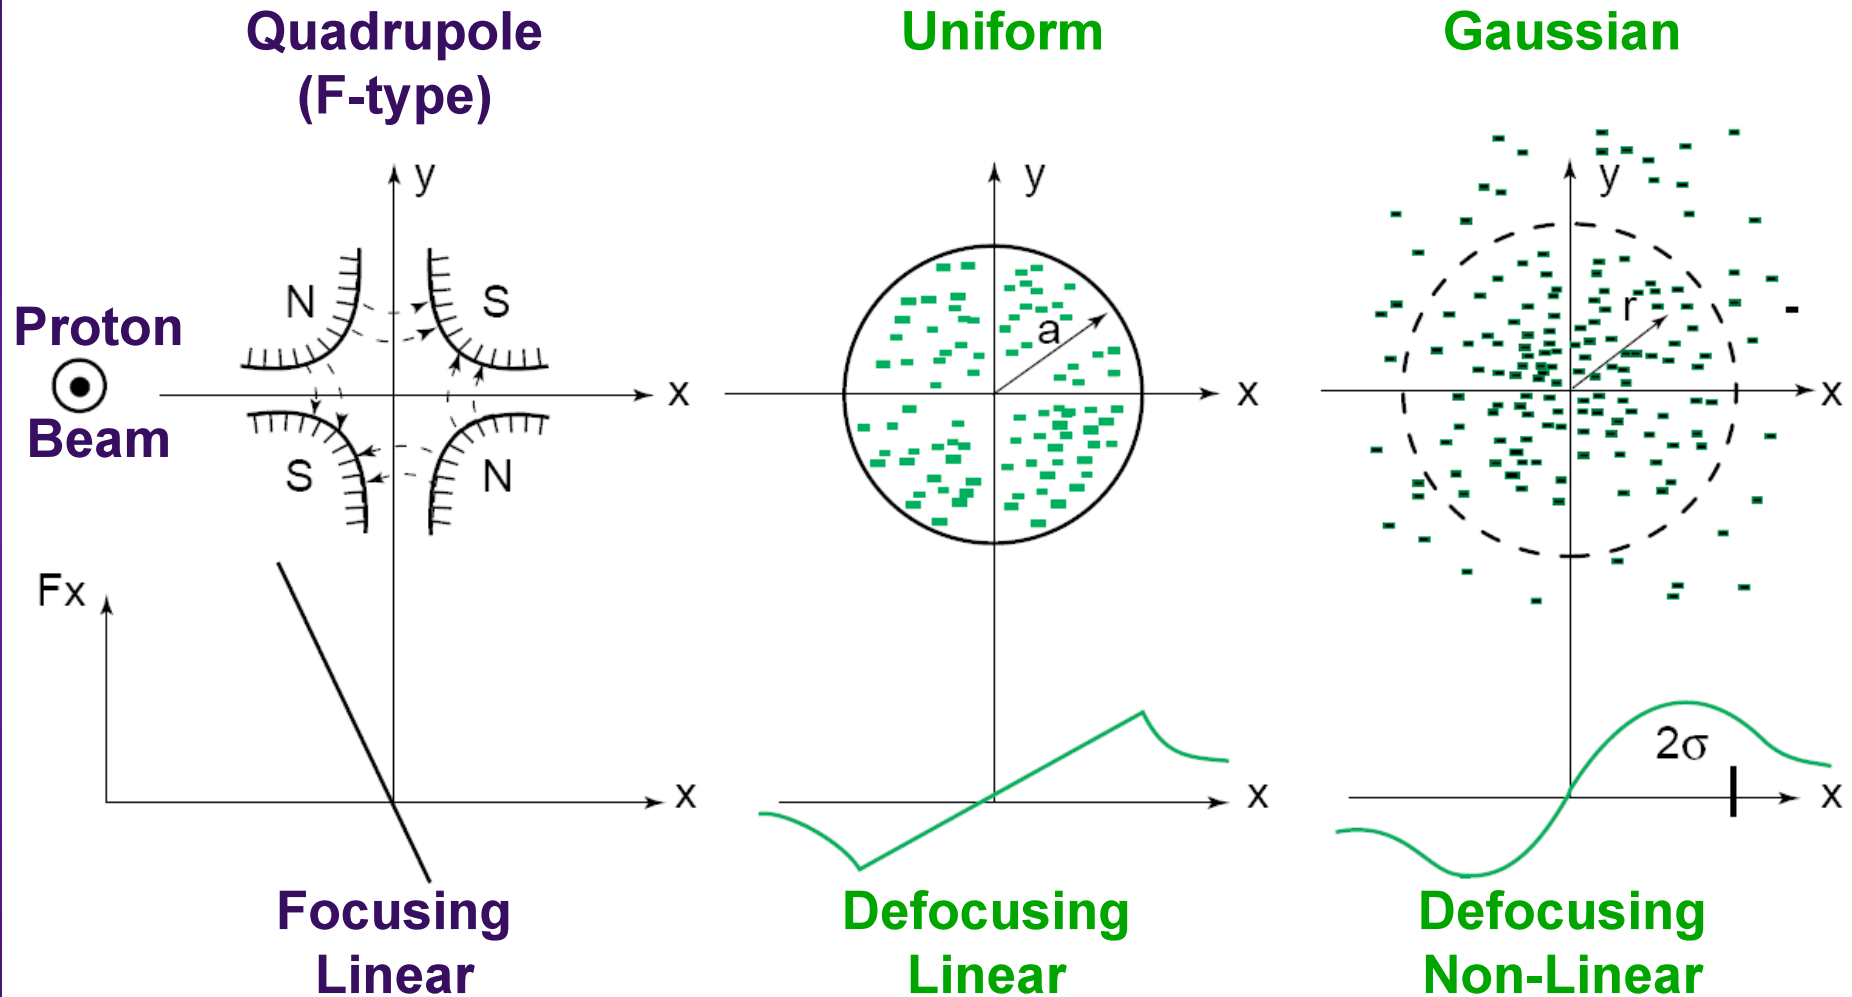 Quadrupole
(F-type)
Uniform
Gaussian
y
y
y
N
S
a
r
Proton
Beam
x
x
x
S
N
Fx
2σ
x
x
x
Focusing
Linear
Defocusing
Linear
Defocusing
Non-Linear